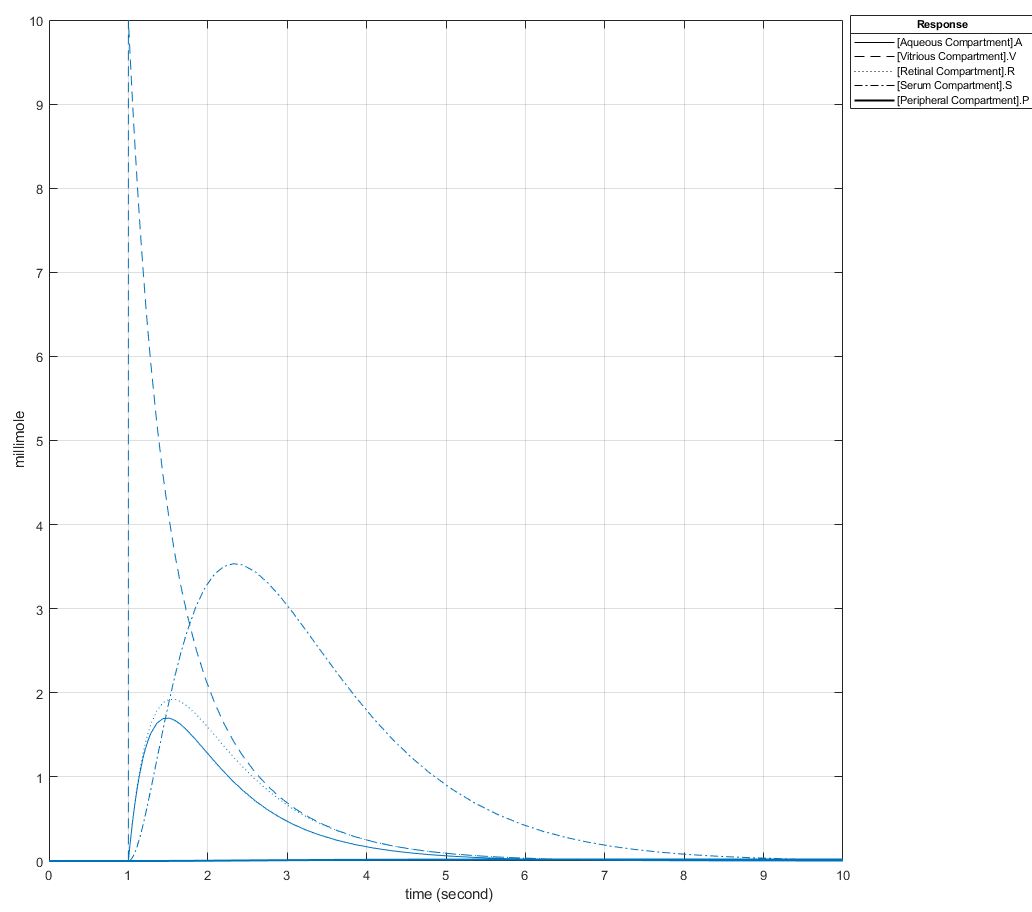 Response
[Aqueous Compartment].A
[Vitrious Compartment].V
[Retinal Compartment].R
[Serum Compartment].S
[Peripheral Compartment].P
10
9
8
7
6
5
4
3
2
1
0
millimole
0 1 2 3 4 5 6 7 8 9 10
time (second)